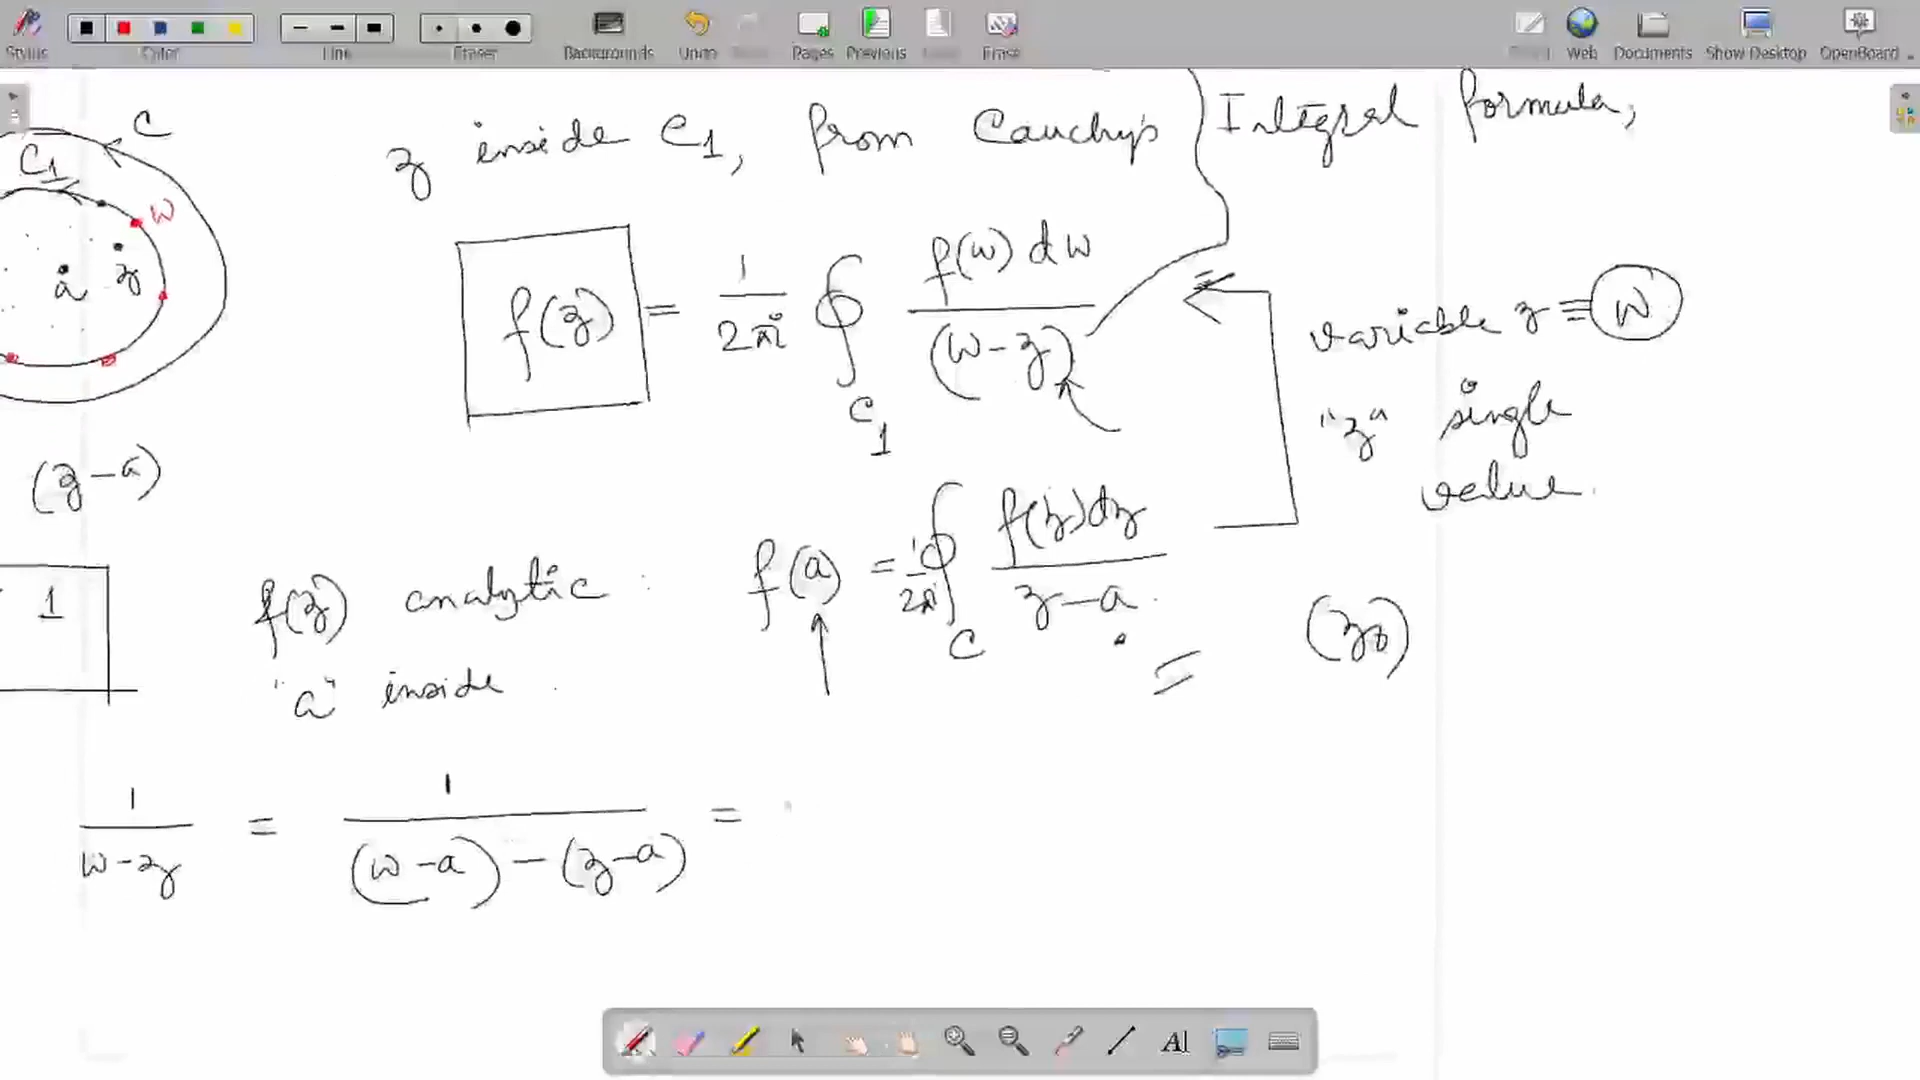 Stylus Color Line Eraser Backgrounds Undo Pages Previous Erase Web Documents Show Desktop OpenBoard
C
C1
w
a z
z inside C1, from Cauchy's Integral formula,
f(z) = 1/2πi ∮C1 f(w) dw/(w-z)
variable z ≡ w
"z" single
value.
(z-a)
1
f(z) analytic : f(a) = 1/2πi ∮C f(z)dz/z-a.
"a" inside.
1/w-z = 1/(w-a)-(z-a) =
AI